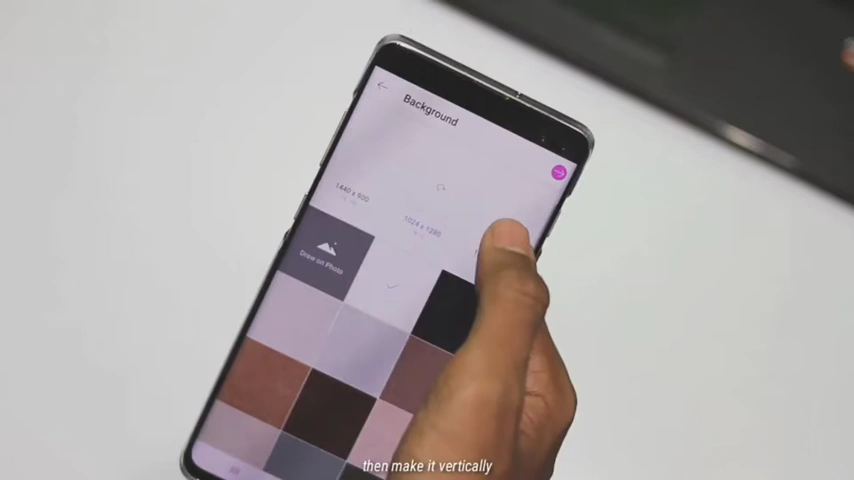 Background
1440 x 900
1024 x 1280
Draw on Photo
then make it vertically